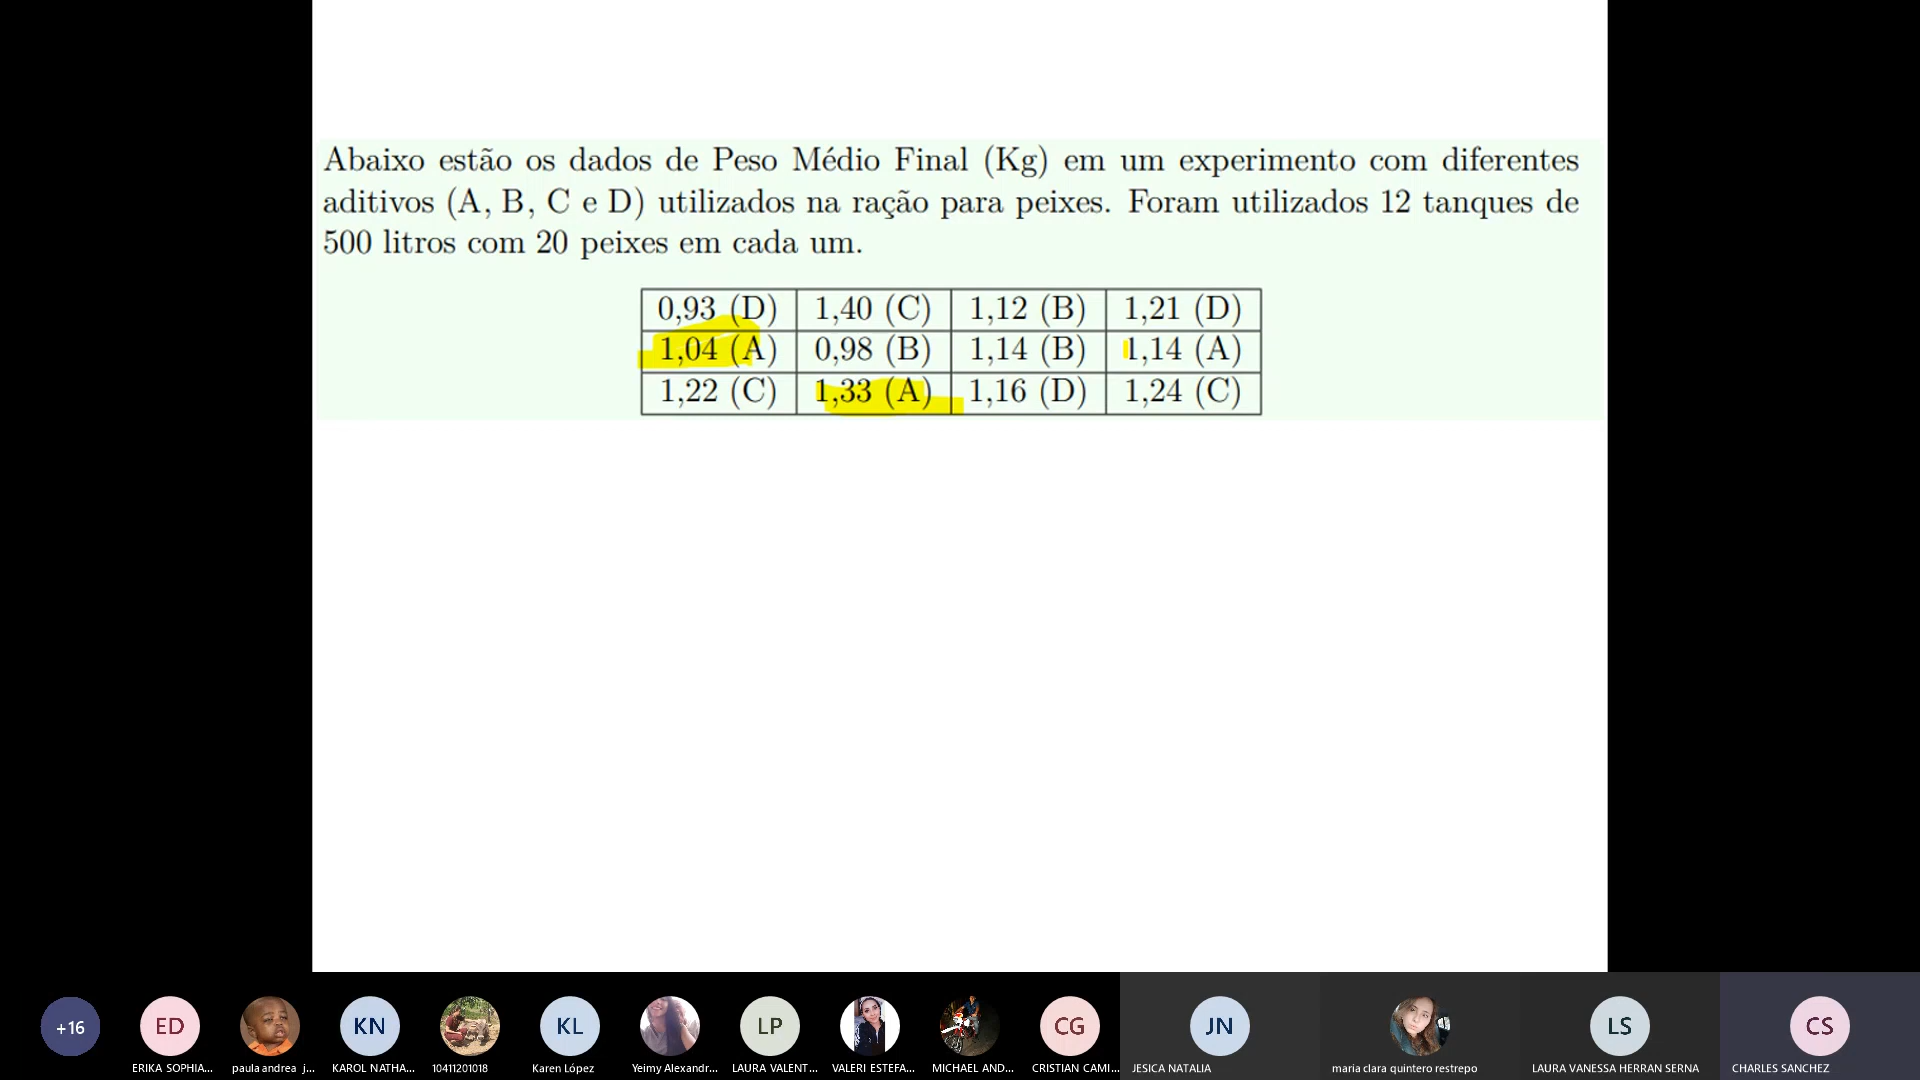 Abaixo estão os dados de Peso Médio Final (Kg) em um experimento com diferentes
aditivos (A, B, C e D) utilizados na ração para peixes. Foram utilizados 12 tanques de
500 litros com 20 peixes em cada um.
0,93 (D) 1,40 (C) 1,12 (B) 1,21 (D)
1,04 (A) 0,98 (B) 1,14 (B) 1,14 (A)
1,22 (C) 1,33 (A) 1,16 (D) 1,24 (C)
+16 ED KN KL LP CG JN LS CS
ERIKA SOPHIA... paula andrea j... KAROL NATHA... 10411201018 Karen López Yeimy Alexandr... LAURA VALENT... VALERI ESTEFA... MICHAEL AND... CRISTIAN CAMI... JESICA NATALIA maria clara quintero restrepo LAURA VANESSA HERRAN SERNA CHARLES SANCHEZ